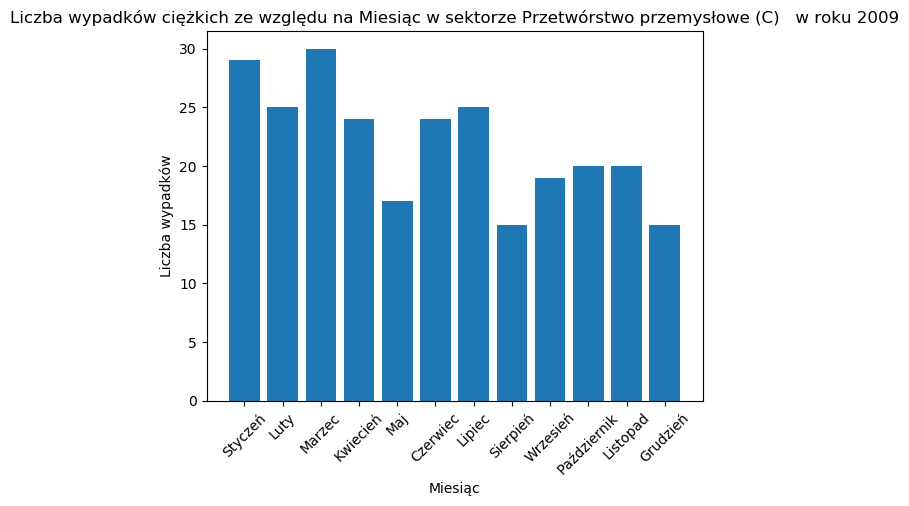 Liczba wypadków ciężkich ze względu na Miesiąc w sektorze Przetwórstwo przemysłowe (C)   w roku 2009
Liczba wypadków
30
25
20
15
10
5
0
Styczeń
Luty
Marzec
Kwiecień
Maj
Czerwiec
Lipiec
Sierpień
Wrzesień
Październik
Listopad
Grudzień
Miesiąc